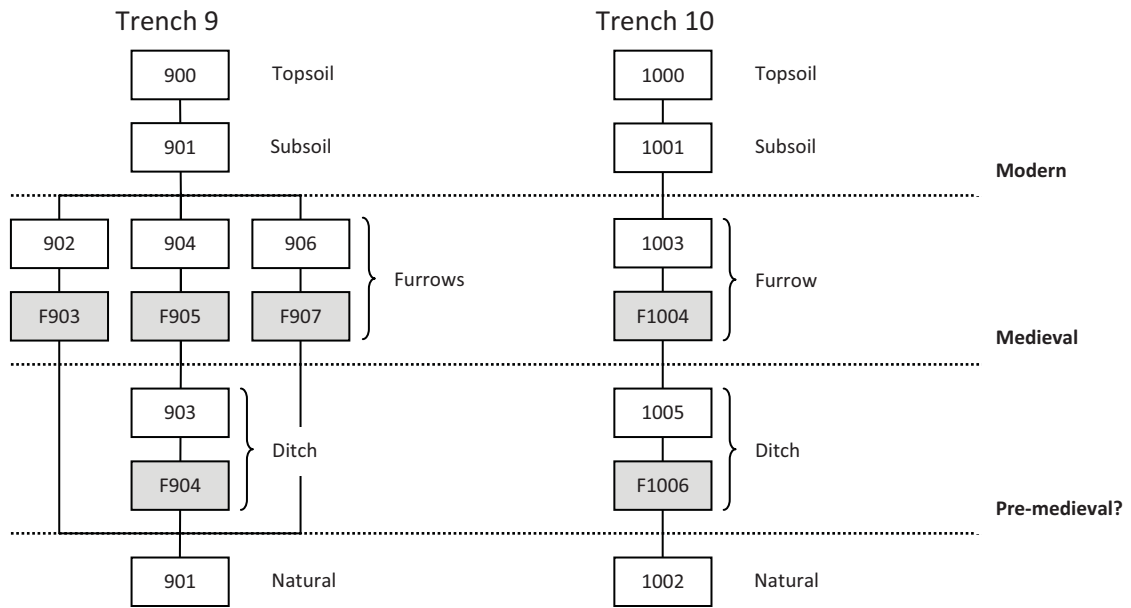 Trench 9
Trench 10
900
Topsoil
1000
Topsoil
901
Subsoil
1001
Subsoil
Modern
902
904
906
Furrows
1003
Furrow
F903
F905
F907
F1004
Medieval
903
Ditch
1005
Ditch
F904
F1006
Pre-medieval?
901
Natural
1002
Natural